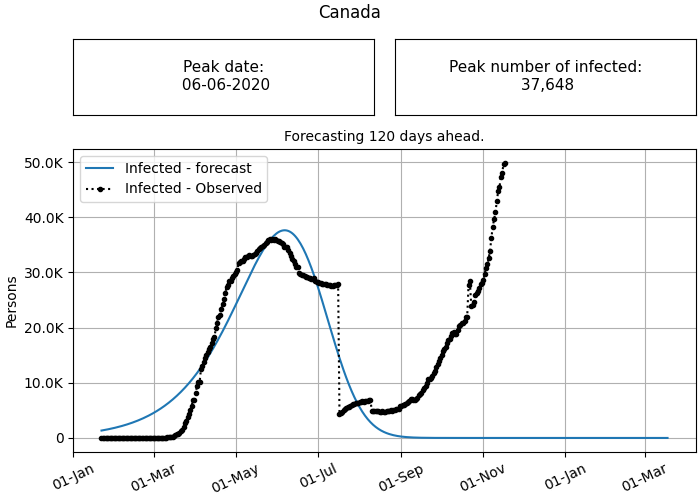 Canada
Peak date:
06-06-2020
Peak number of infected:
37,648
Forecasting 120 days ahead.
Infected - forecast
Infected - Observed
50.0K
40.0K
30.0K
20.0K
10.0K
0
Persons
01-Jan
01-Mar
01-May
01-Jul
01-Sep
01-Nov
01-Jan
01-Mar